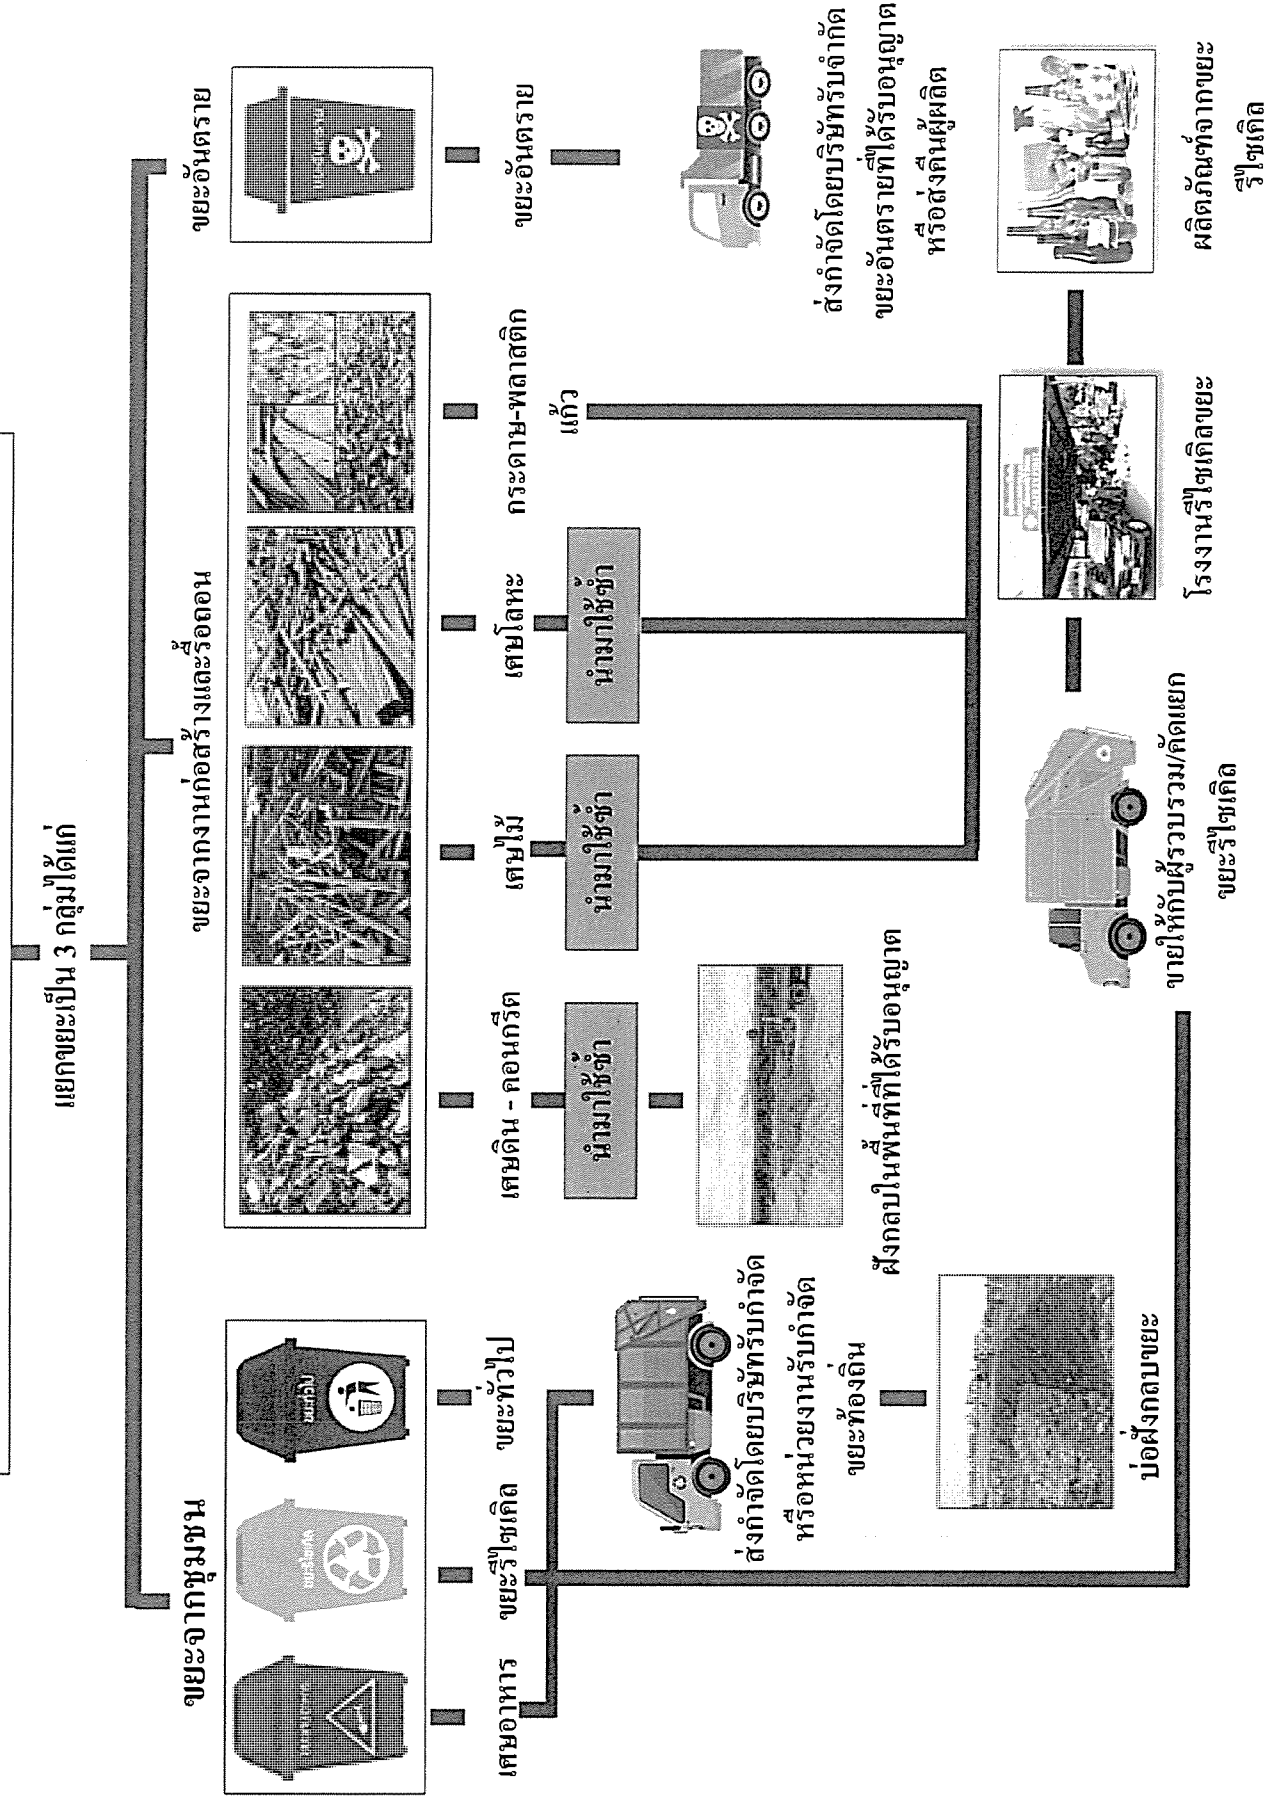 แยกขยะเป็น 3 กลุ่มได้แก่
ขยะจากชุมชน
ขยะจากงานก่อสร้างและรื้อถอน
ขยะอันตราย
ขยะรีไซเคิล
ขยะทั่วไป
เศษอาหาร
ขยะรีไซเคิล
ขยะทั่วไป
เศษดิน - คอนกรีต
เศษไม้
เศษโลหะ
กระดาษ-พลาสติก
แก้ว
ขยะอันตราย
นำมาใช้ซ้ำ
นำมาใช้ซ้ำ
นำมาใช้ซ้ำ
ส่งกำจัดโดยบริษัทรับกำจัด
หรือหน่วยงานรับกำจัด
ขยะท้องถิ่น
ฝังกลบในพื้นที่ที่ได้รับอนุญาต
ส่งกำจัดโดยบริษัทรับจำกัด
ขยะอันตรายที่ได้รับอนุญาต
หรือส่งคืนผู้ผลิต
บ่อฝังกลบขยะ
ขายให้กับผู้รวบรวม/คัดแยก
ขยะรีไซเคิล
โรงงานรีไซเคิลขยะ
ผลิตภัณฑ์จากขยะ
รีไซเคิล